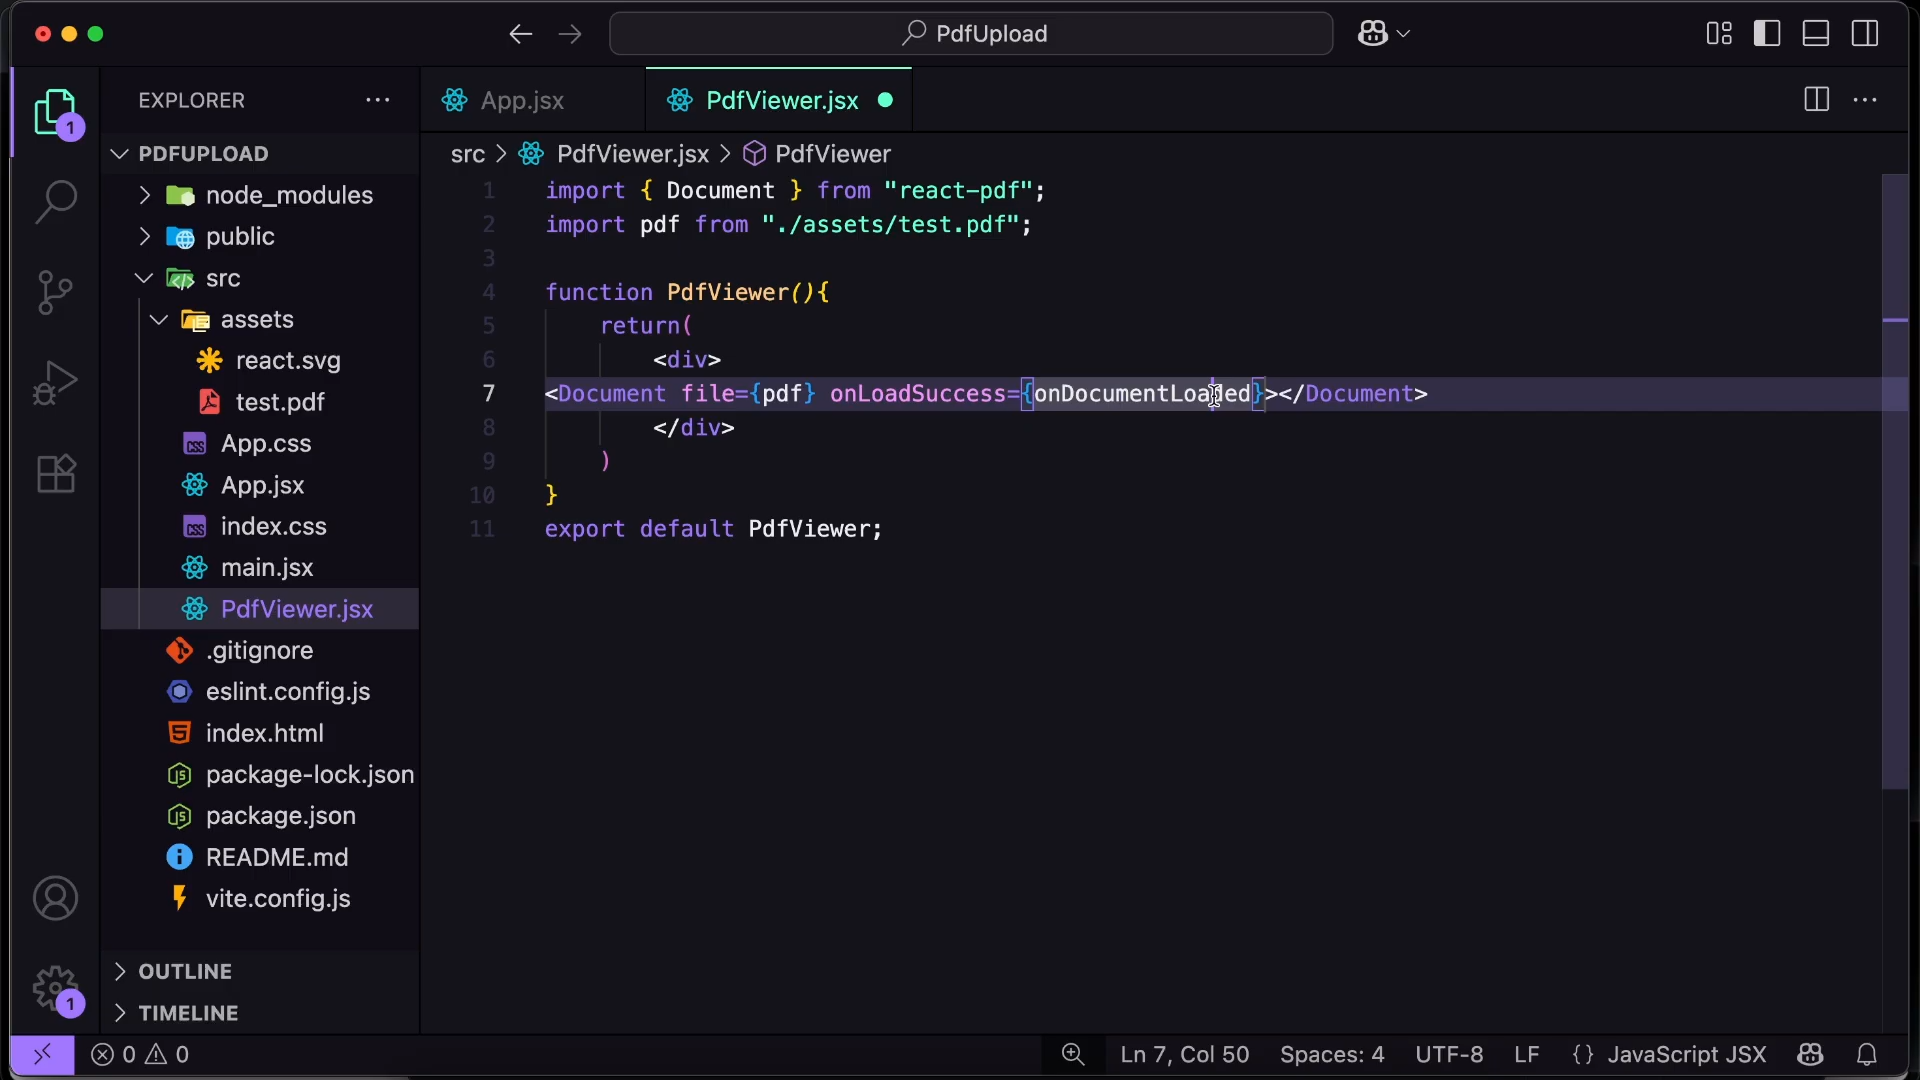 PdfUpload
EXPLORER
App.jsx
PdfViewer.jsx
1
PDFUPLOAD
src > PdfViewer.jsx > PdfViewer
node_modules
public
src
assets
react.svg
test.pdf
App.css
App.jsx
index.css
main.jsx
PdfViewer.jsx
.gitignore
eslint.config.js
index.html
package-lock.json
package.json
README.md
vite.config.js
OUTLINE
TIMELINE
1
1 import { Document } from "react-pdf";
2 import pdf from "./assets/test.pdf";
3
4 function PdfViewer(){
5 return(
6 <div>
7 <Document file={pdf} onLoadSuccess={onDocumentLoaded}></Document>
8 </div>
9 )
10 }
11 export default PdfViewer;
0 0
Ln 7, Col 50 Spaces: 4 UTF-8 LF {} JavaScript JSX